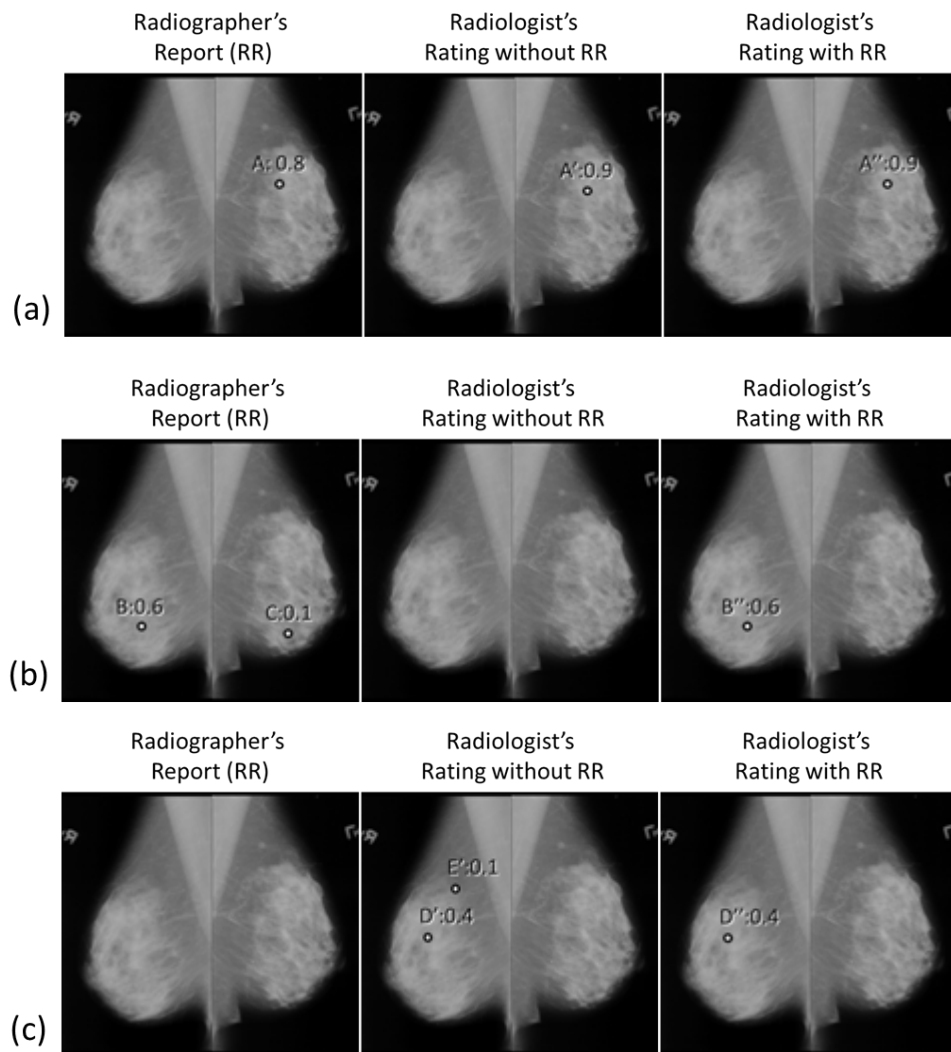 Radiographer's
Report (RR)
Radiologist's
Rating without RR
Radiologist's
Rating with RR
A: 0.8
A':0.9
A'':0.9
(a)
Radiographer's
Report (RR)
Radiologist's
Rating without RR
Radiologist's
Rating with RR
B:0.6
C:0.1
B'':0.6
(b)
Radiographer's
Report (RR)
Radiologist's
Rating without RR
Radiologist's
Rating with RR
E':0.1
D':0.4
D'':0.4
(c)